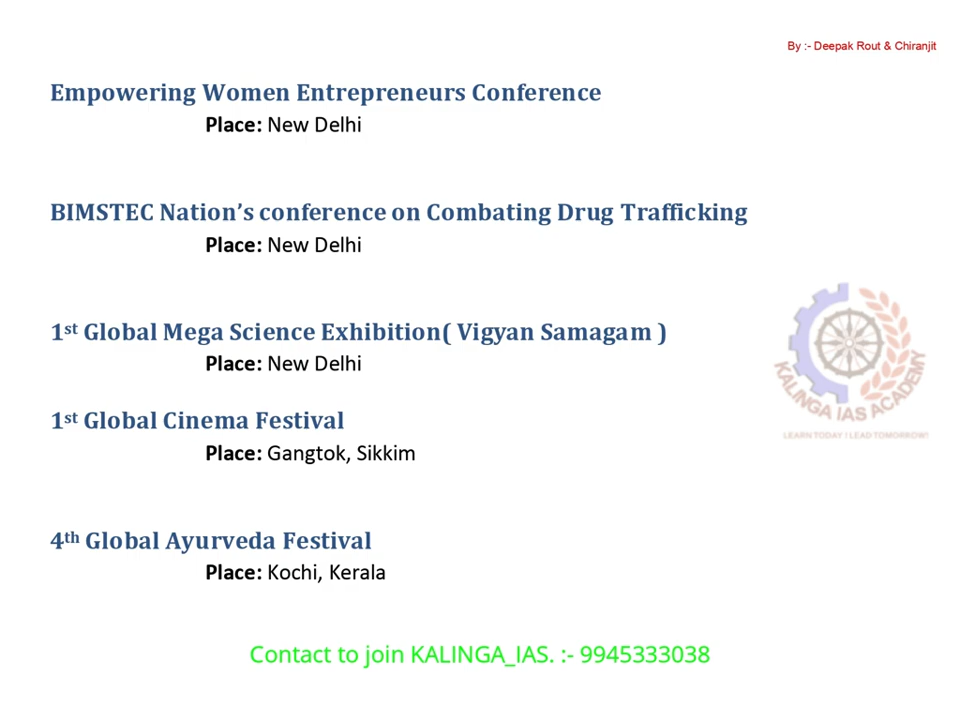 By :- Deepak Rout & Chiranjit
Empowering Women Entrepreneurs Conference
Place: New Delhi
BIMSTEC Nation’s conference on Combating Drug Trafficking
Place: New Delhi
1st Global Mega Science Exhibition( Vigyan Samagam )
Place: New Delhi
1st Global Cinema Festival
Place: Gangtok, Sikkim
4th Global Ayurveda Festival
Place: Kochi, Kerala
KALINGA IAS ACADEMY
LEARN TODAY ! LEAD TOMORROW!
Contact to join KALINGA_IAS. :- 9945333038